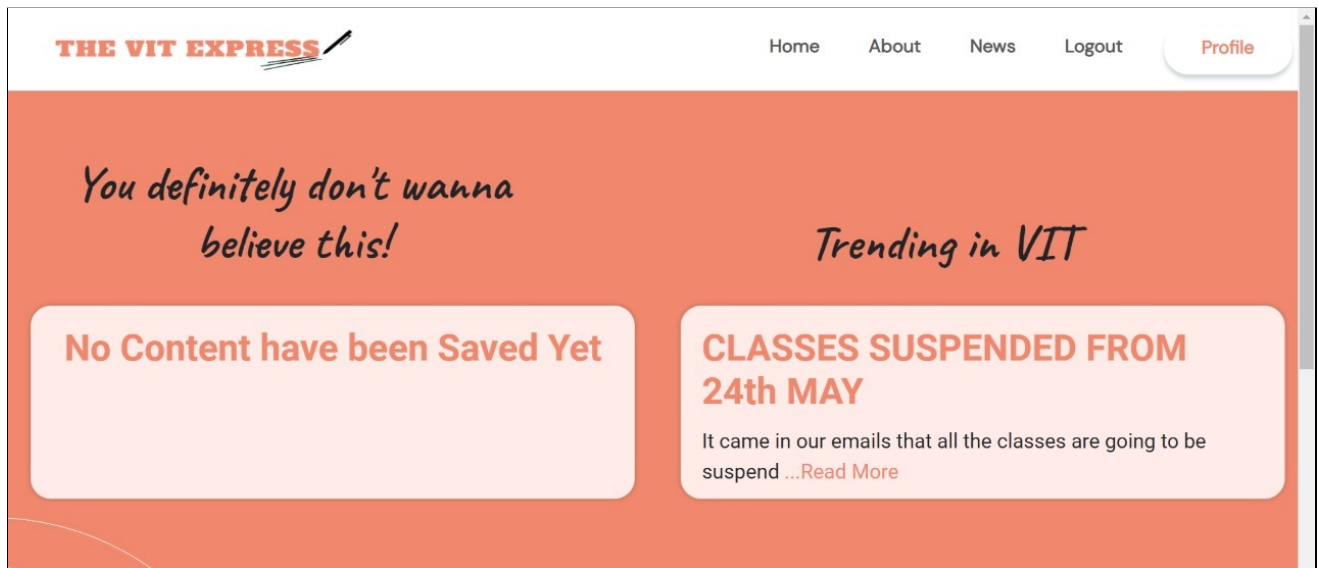 THE VIT EXPRESS
Home About News Logout Profile
You definitely don't wanna
believe this!
No Content have been Saved Yet
Trending in VIT
CLASSES SUSPENDED FROM
24th MAY
It came in our emails that all the classes are going to be
suspend ...Read More